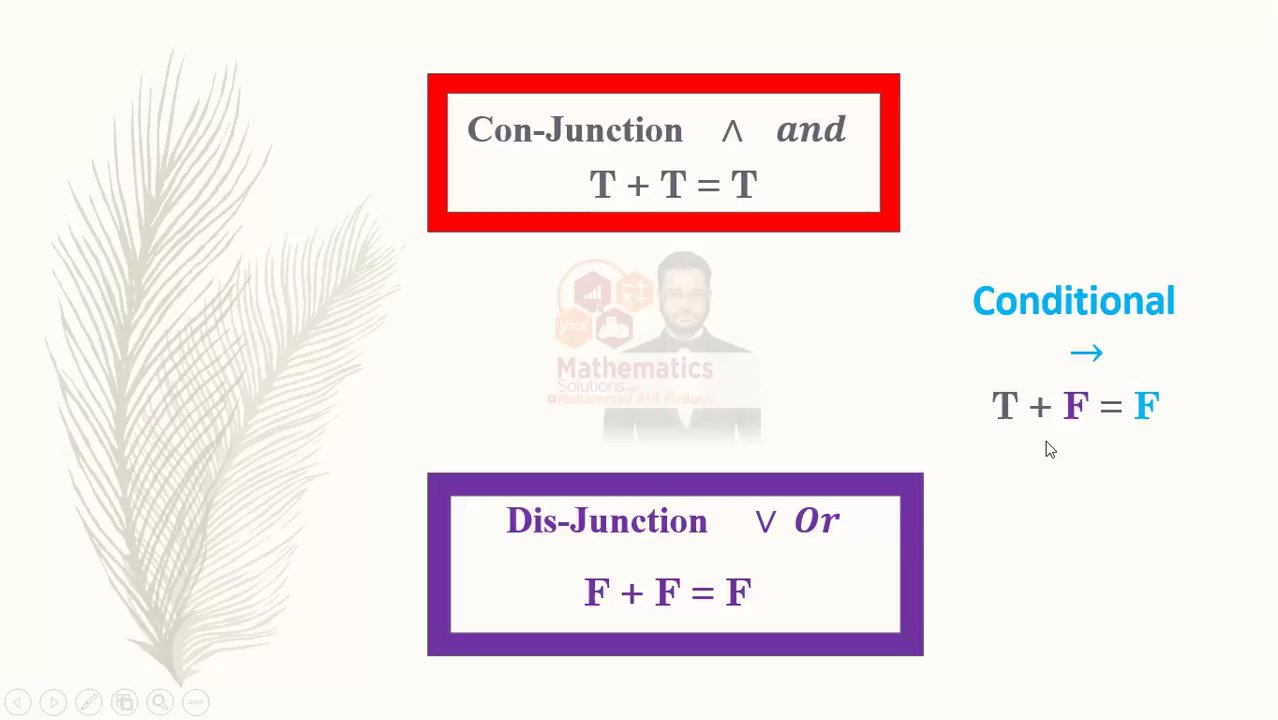 Con-Junction ∧ and
T + T = T
Mathematics
Solutions
Muhammad Atif Firdous
Conditional
→
T + F = F
Dis-Junction ∨ Or
F + F = F